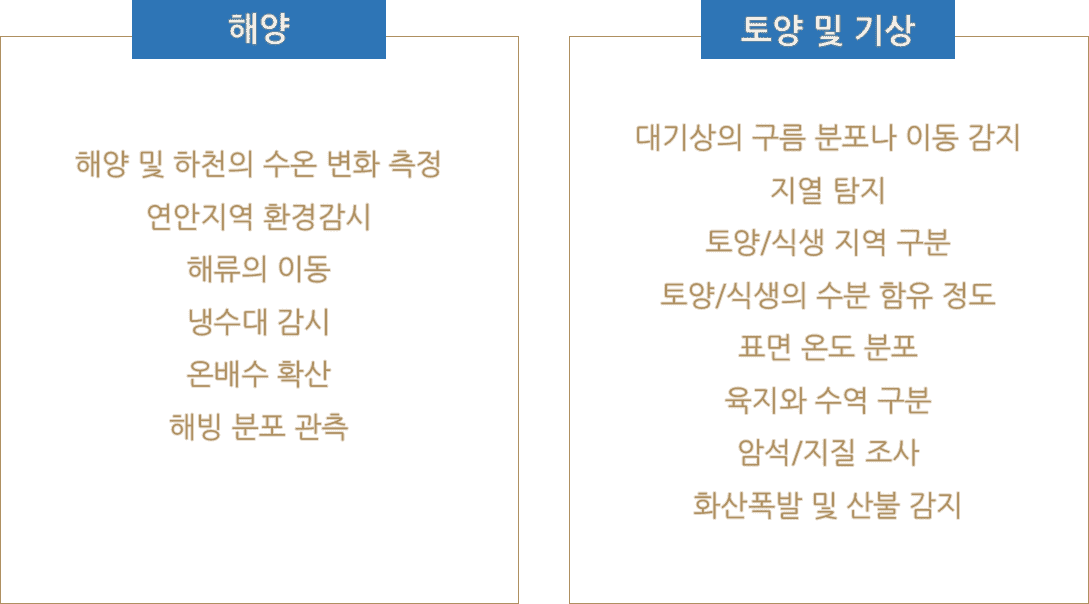 해양
해양 및 하천의 수온 변화 측정
연안지역 환경감시
해류의 이동
냉수대 감시
온배수 확산
해빙 분포 관측
토양 및 기상
대기상의 구름 분포나 이동 감지
지열 탐지
토양/식생 지역 구분
토양/식생의 수분 함유 정도
표면 온도 분포
육지와 수역 구분
암석/지질 조사
화산폭발 및 산불 감지